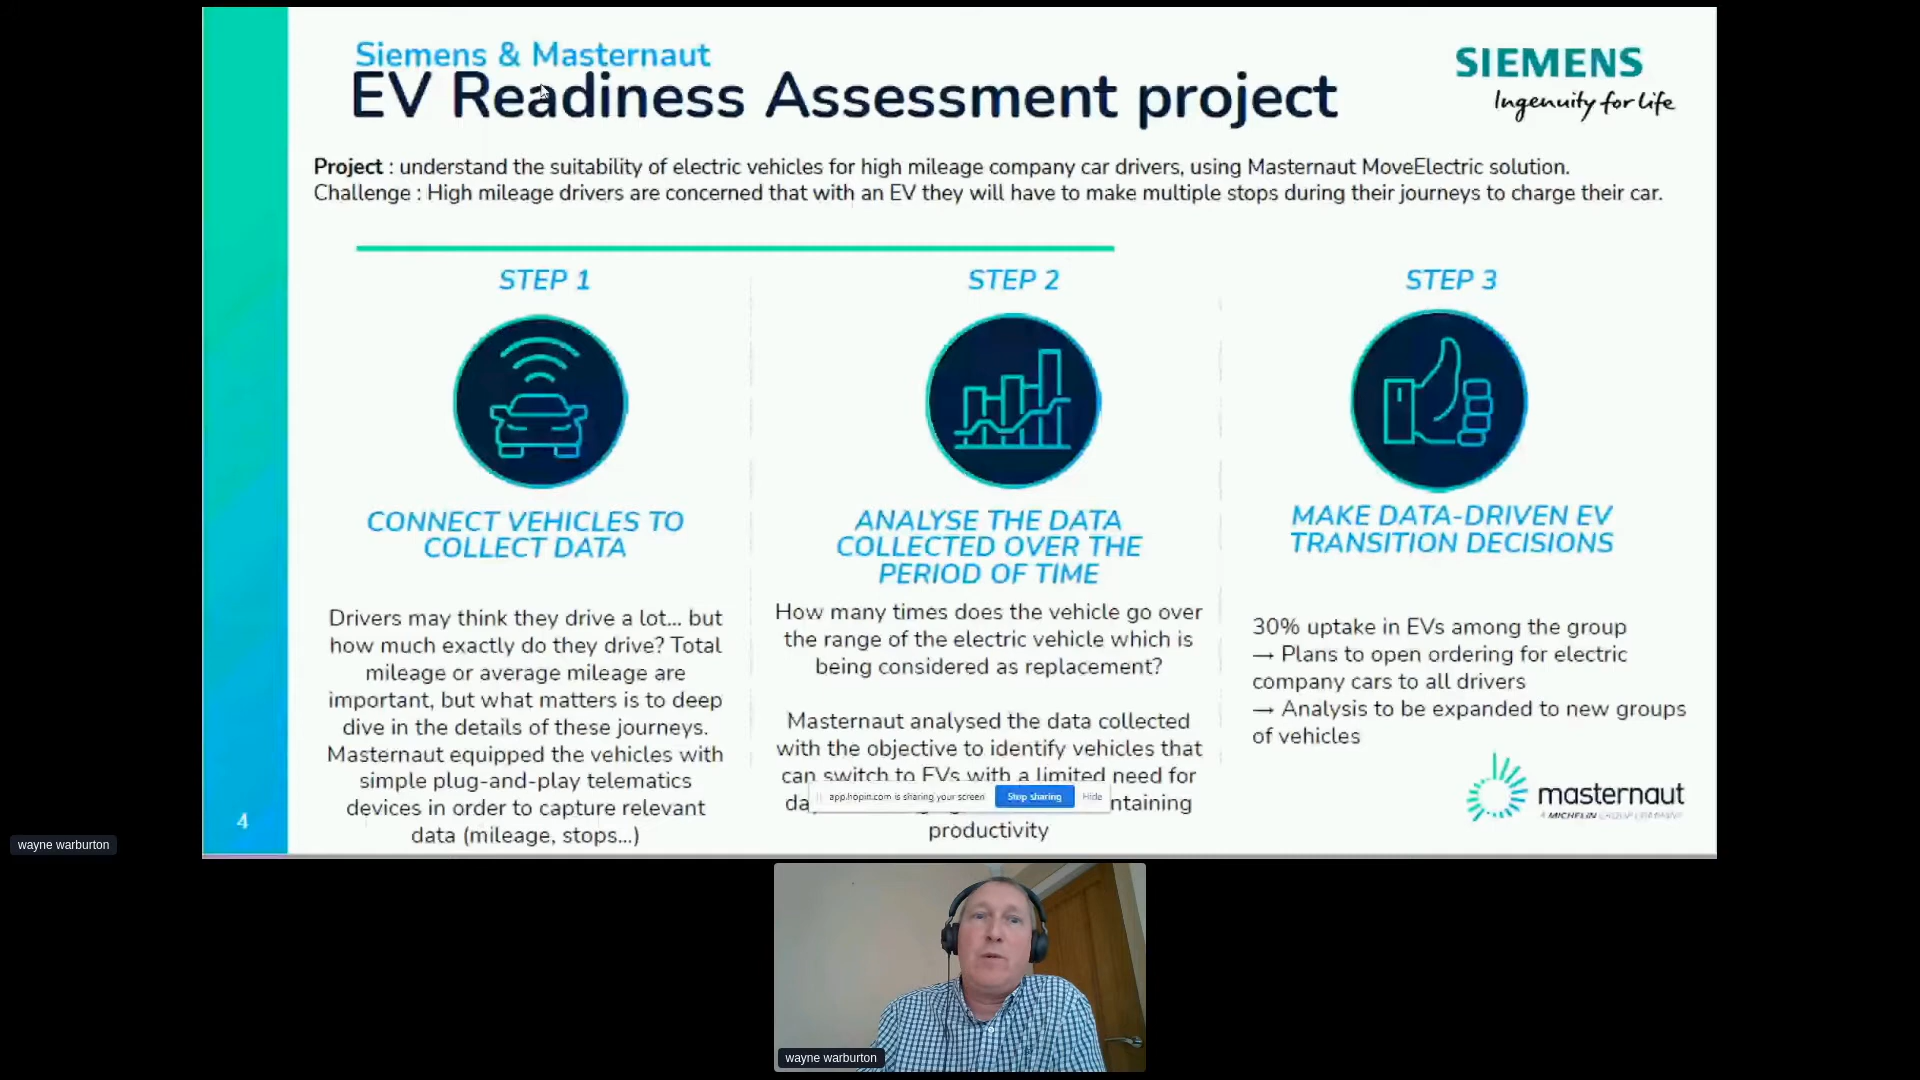 Siemens & Masternaut
EV Readiness Assessment project
SIEMENS
Ingenuity for life
Project : understand the suitability of electric vehicles for high mileage company car drivers, using Masternaut MoveElectric solution.
Challenge : High mileage drivers are concerned that with an EV they will have to make multiple stops during their journeys to charge their car.
STEP 1
CONNECT VEHICLES TO
COLLECT DATA
Drivers may think they drive a lot... but
how much exactly do they drive? Total
mileage or average mileage are
important, but what matters is to deep
dive in the details of these journeys.
Masternaut equipped the vehicles with
simple plug-and-play telematics
devices in order to capture relevant
data (mileage, stops...)
STEP 2
ANALYSE THE DATA
COLLECTED OVER THE
PERIOD OF TIME
How many times does the vehicle go over
the range of the electric vehicle which is
being considered as replacement?
Masternaut analysed the data collected
with the objective to identify vehicles that
can switch to EVs with a limited need for
da
ntaining
productivity
app.hopin.com is sharing your screen
Stop sharing
Hide
STEP 3
MAKE DATA-DRIVEN EV
TRANSITION DECISIONS
30% uptake in EVs among the group
→ Plans to open ordering for electric
company cars to all drivers
→ Analysis to be expanded to new groups
of vehicles
masternaut
A MICHELIN GROUP COMPANY
4
wayne warburton
wayne warburton